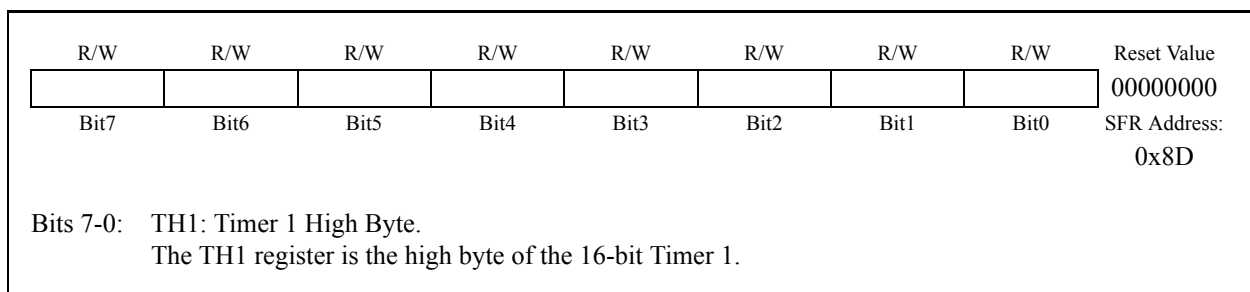 R/W R/W R/W R/W R/W R/W R/W R/W Reset Value
00000000
Bit7 Bit6 Bit5 Bit4 Bit3 Bit2 Bit1 Bit0 SFR Address:
0x8D
Bits 7-0: TH1: Timer 1 High Byte.
The TH1 register is the high byte of the 16-bit Timer 1.